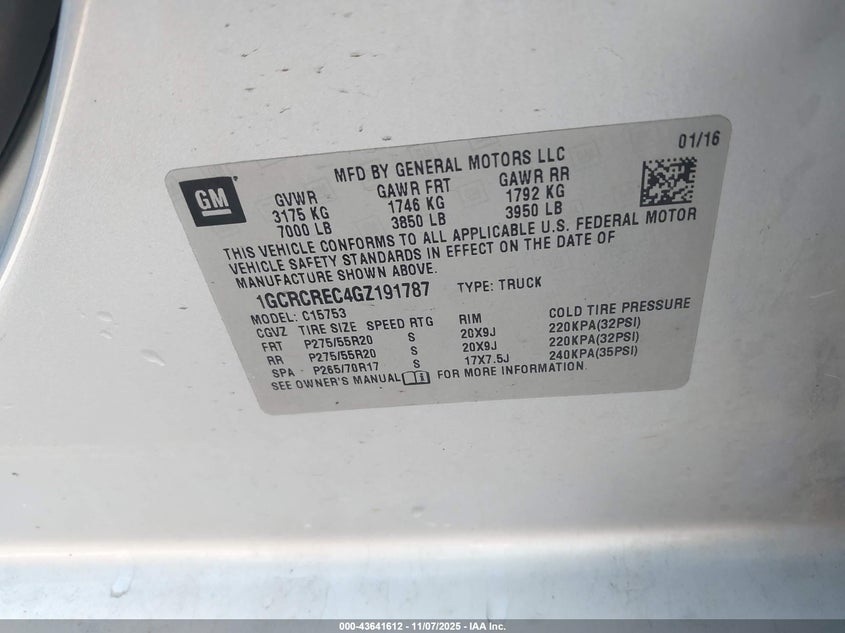 GM
MFD BY GENERAL MOTORS LLC
01/16
GVWR GAWR FRT GAWR RR
3175 KG 1746 KG 1792 KG
7000 LB 3850 LB 3950 LB
THIS VEHICLE CONFORMS TO ALL APPLICABLE U.S. FEDERAL MOTOR
VEHICLE SAFETY STANDARDS IN EFFECT ON THE DATE OF
MANUFACTURE SHOWN ABOVE.
1GCRCREC4GZ191787 TYPE: TRUCK
MODEL: C15753
CGVZ TIRE SIZE SPEED RTG RIM COLD TIRE PRESSURE
FRT P275/55R20 S 20X9J 220KPA(32PSI)
RR P275/55R20 S 20X9J 220KPA(32PSI)
SPA P265/70R17 S 17X7.5J 240KPA(35PSI)
SEE OWNER'S MANUAL FOR MORE INFORMATION.
000-43641612 - 11/07/2025 - IAA Inc.